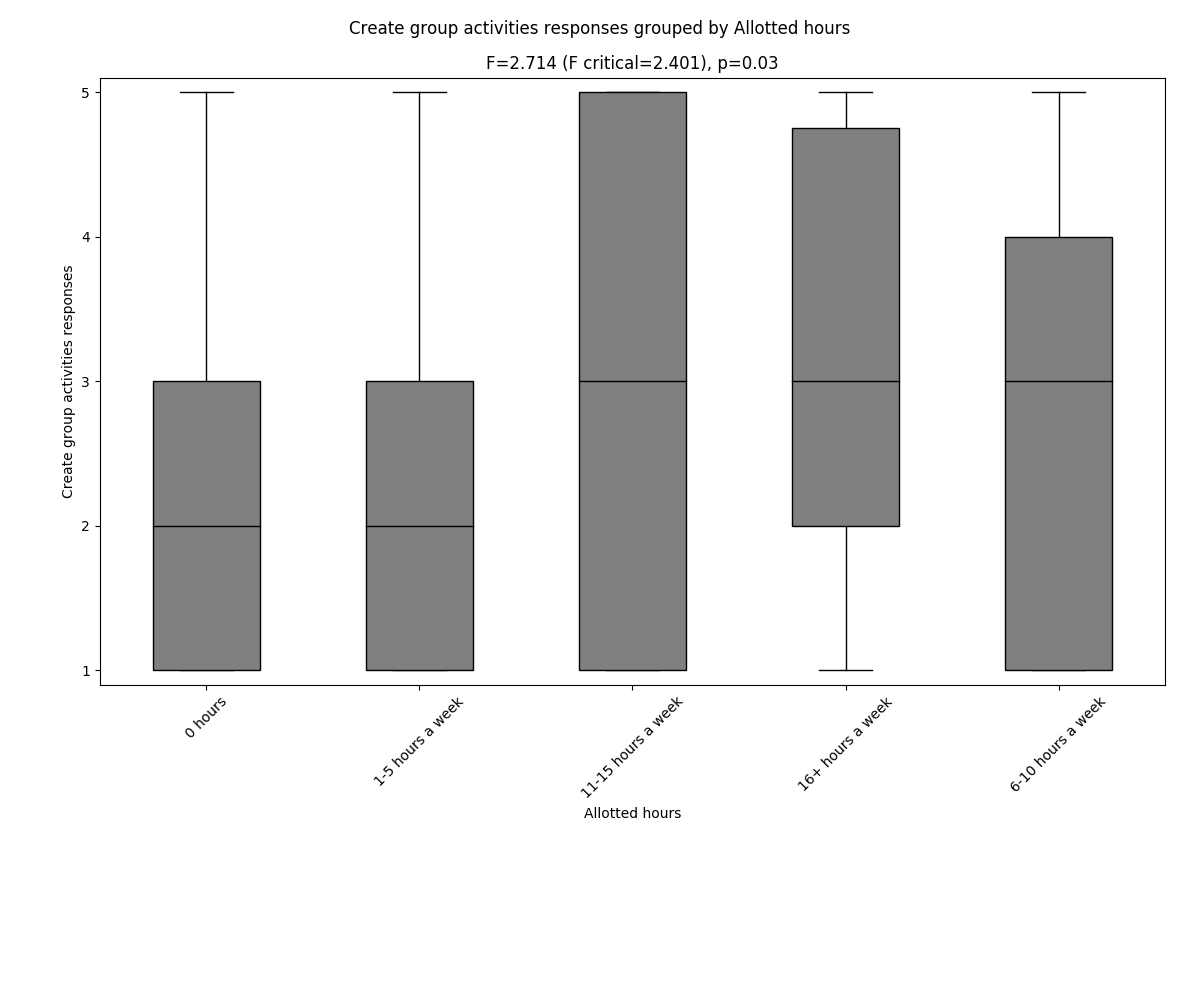 Create group activities responses grouped by Allotted hours
F=2.714 (F critical=2.401), p=0.03
Create group activities responses
5
4
3
2
1
0 hours
1-5 hours a week
11-15 hours a week
16+ hours a week
6-10 hours a week
Allotted hours